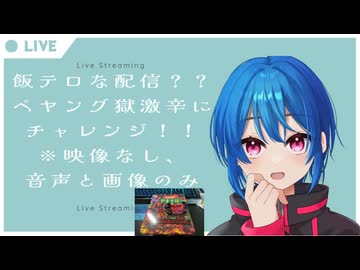 LIVE
Live Streaming
飯テロな配信？？
ペヤング獄激辛に
チャレンジ！！
※映像なし、
音声と画像のみ
Live Streaming